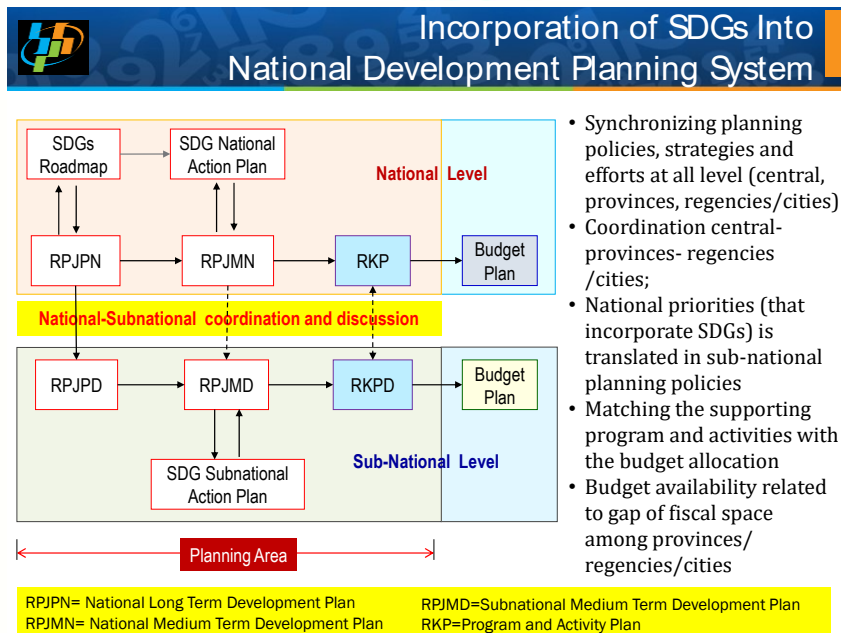 Incorporation of SDGs Into
National Development Planning System
SDGs
Roadmap
SDG National
Action Plan
National Level
RPJPN
RPJMN
RKP
Budget
Plan
National-Subnational coordination and discussion
RPJPD
RPJMD
RKPD
Budget
Plan
SDG Subnational
Action Plan
Sub-National Level
Planning Area
• Synchronizing planning
policies, strategies and
efforts at all level (central,
provinces, regencies/cities)
• Coordination central-
provinces- regencies
/cities;
• National priorities (that
incorporate SDGs) is
translated in sub-national
planning policies
• Matching the supporting
program and activities with
the budget allocation
• Budget availability related
to gap of fiscal space
among provinces/
regencies/cities
RPJPN= National Long Term Development Plan
RPJMN= National Medium Term Development Plan
RPJMD=Subnational Medium Term Development Plan
RKP=Program and Activity Plan